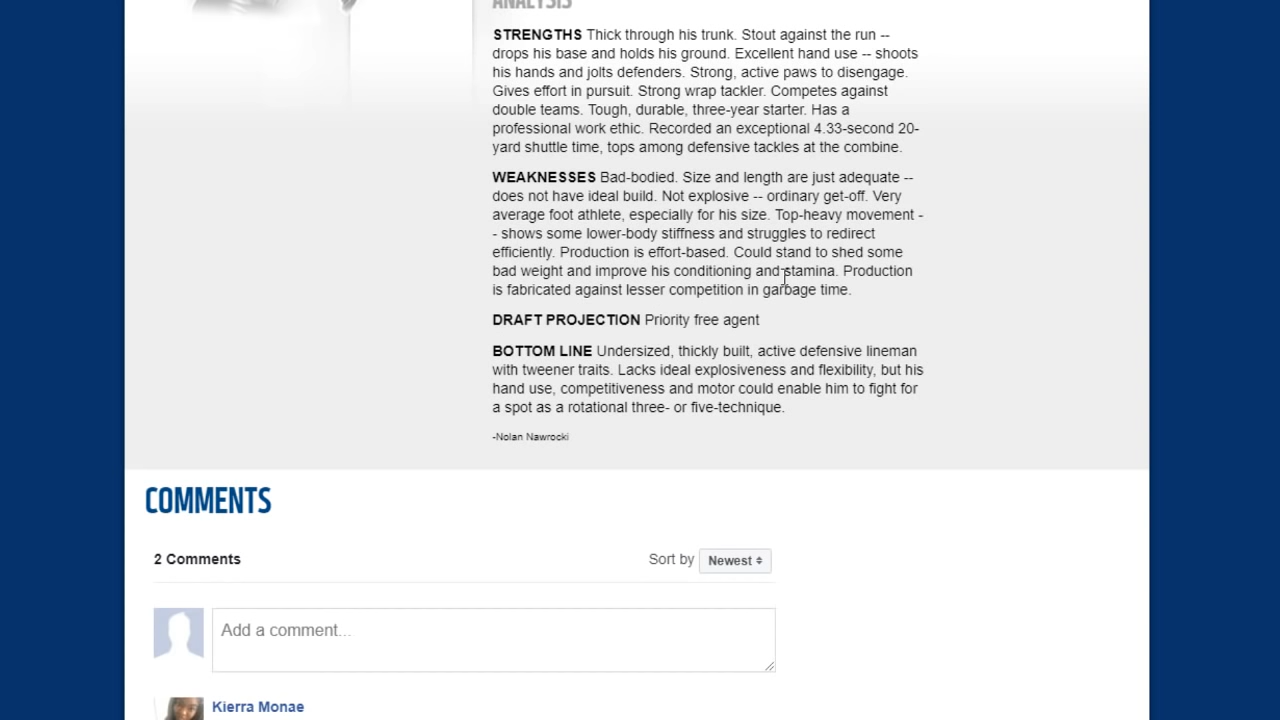 ANALYSIS
STRENGTHS Thick through his trunk. Stout against the run --
drops his base and holds his ground. Excellent hand use -- shoots
his hands and jolts defenders. Strong, active paws to disengage.
Gives effort in pursuit. Strong wrap tackler. Competes against
double teams. Tough, durable, three-year starter. Has a
professional work ethic. Recorded an exceptional 4.33-second 20-
yard shuttle time, tops among defensive tackles at the combine.
WEAKNESSES Bad-bodied. Size and length are just adequate --
does not have ideal build. Not explosive -- ordinary get-off. Very
average foot athlete, especially for his size. Top-heavy movement -
- shows some lower-body stiffness and struggles to redirect
efficiently. Production is effort-based. Could stand to shed some
bad weight and improve his conditioning and stamina. Production
is fabricated against lesser competition in garbage time.
DRAFT PROJECTION Priority free agent
BOTTOM LINE Undersized, thickly built, active defensive lineman
with tweener traits. Lacks ideal explosiveness and flexibility, but his
hand use, competitiveness and motor could enable him to fight for
a spot as a rotational three- or five-technique.
-Nolan Nawrocki
COMMENTS
2 Comments
Sort by Newest
Add a comment...
Kierra Monae